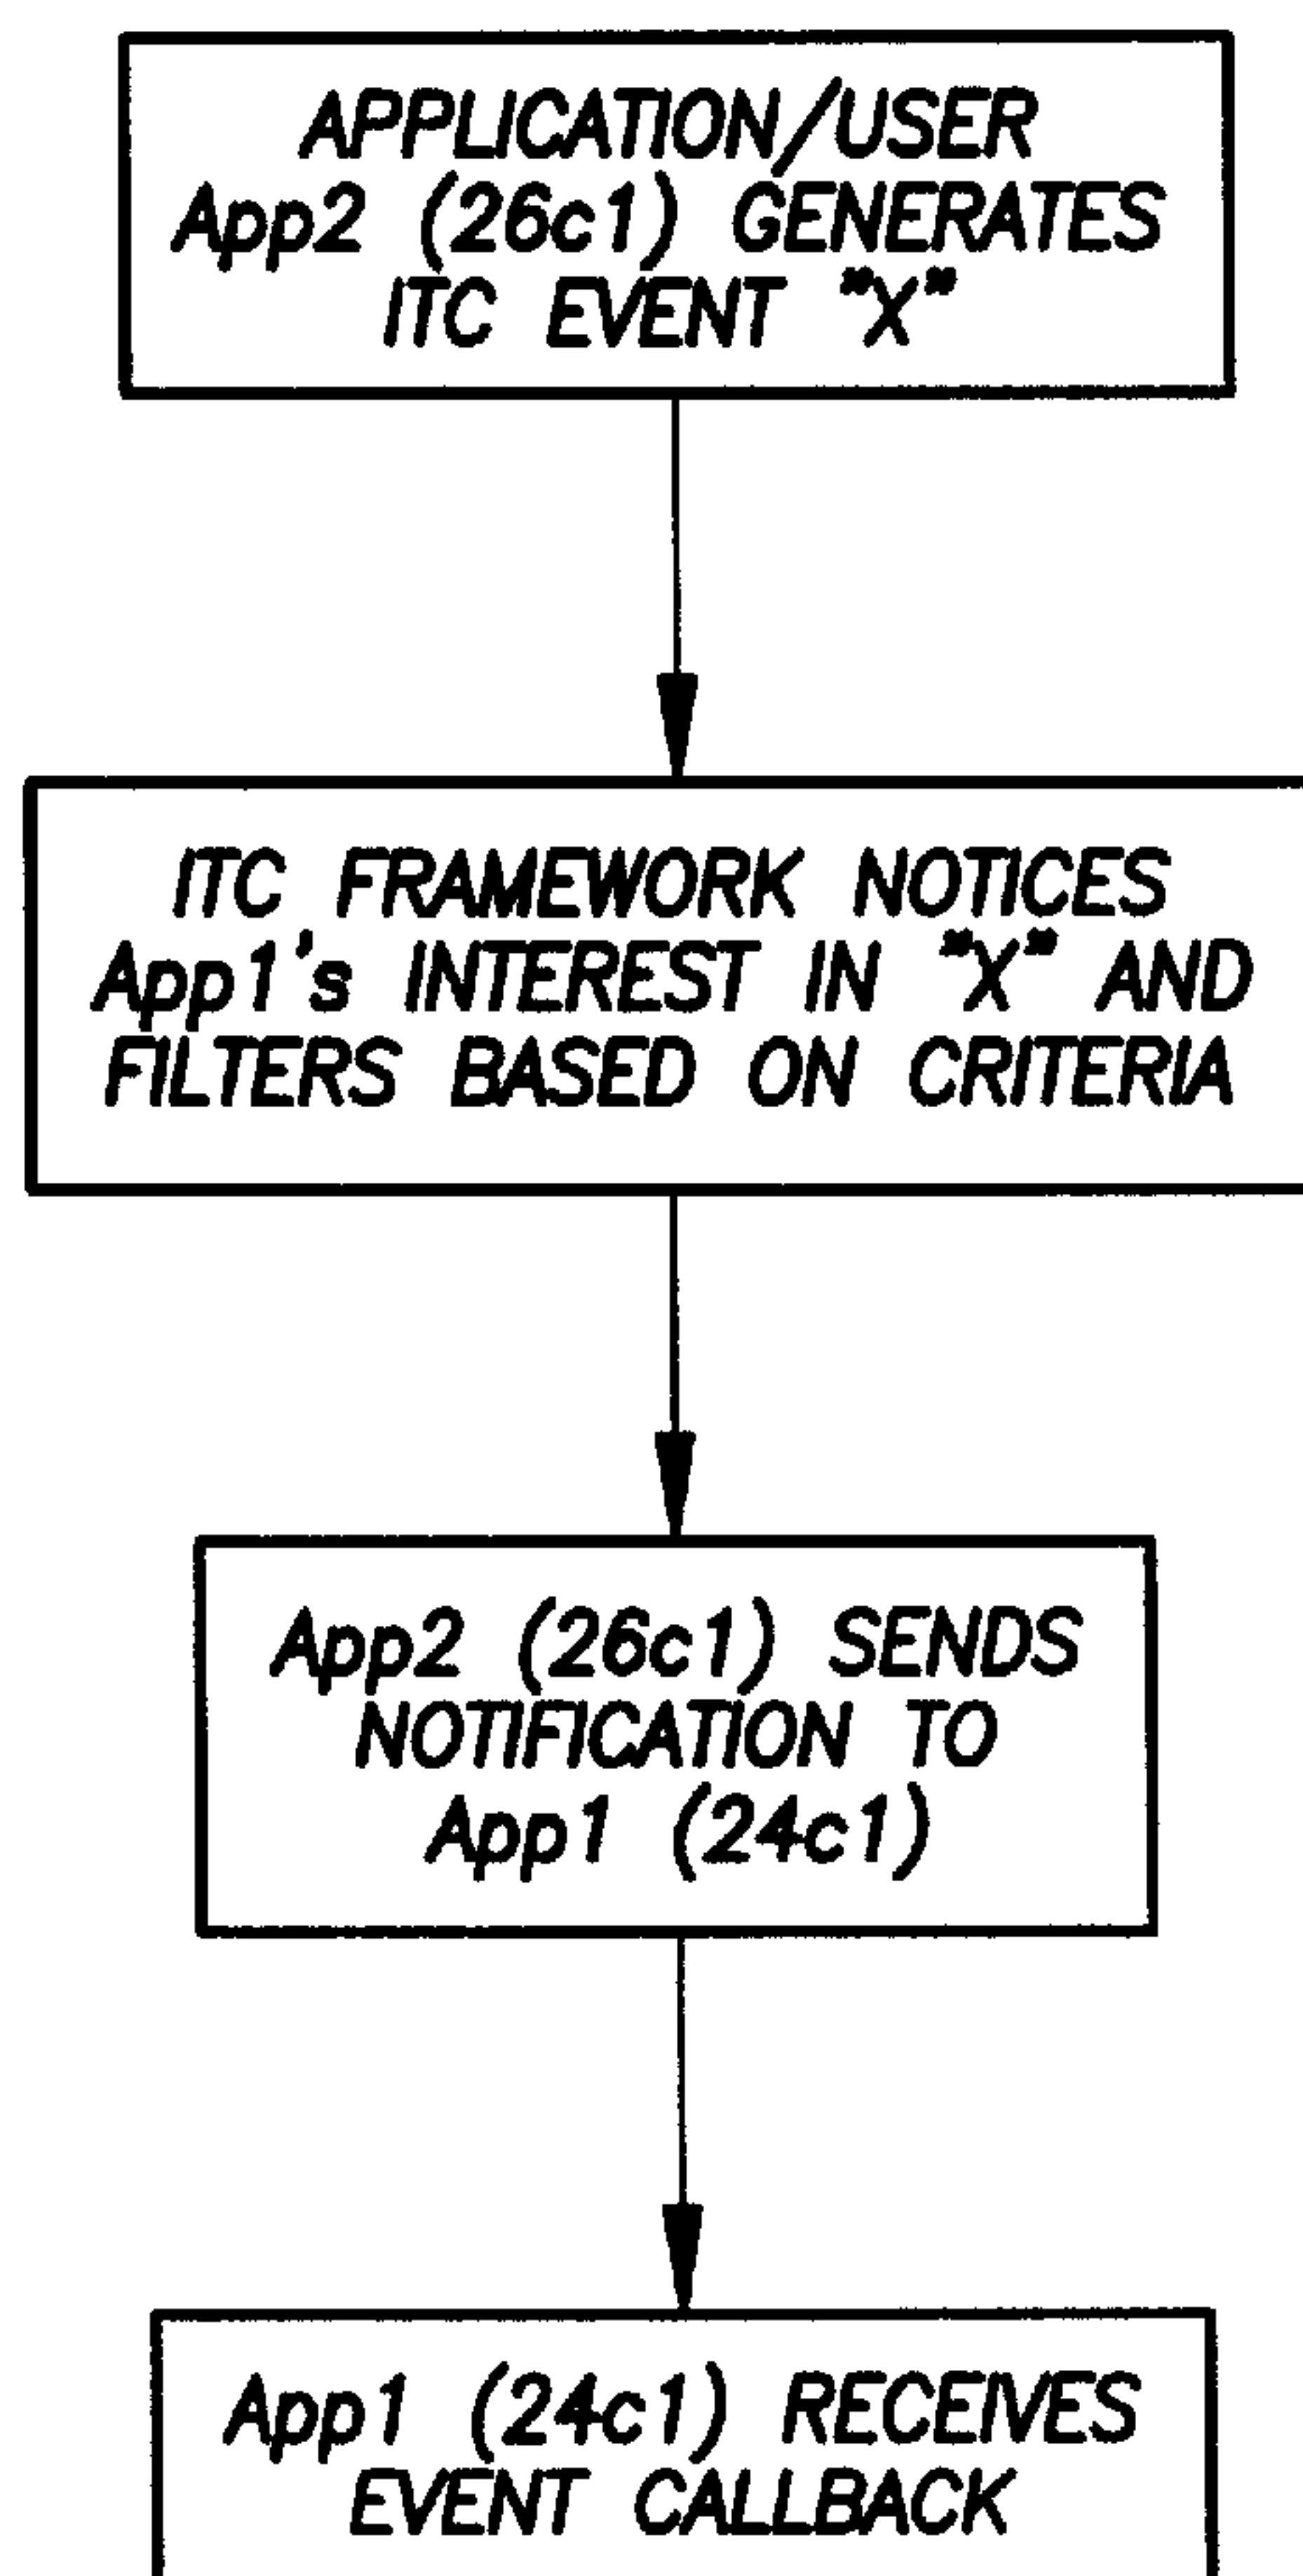 APPLICATION/USER
App2 (26c1) GENERATES
ITC EVENT "X"
ITC FRAMEWORK NOTICES
App1's INTEREST IN "X" AND
FILTERS BASED ON CRITERIA
App2 (26c1) SENDS
NOTIFICATION TO
App1 (24c1)
App1 (24c1) RECEIVES
EVENT CALLBACK